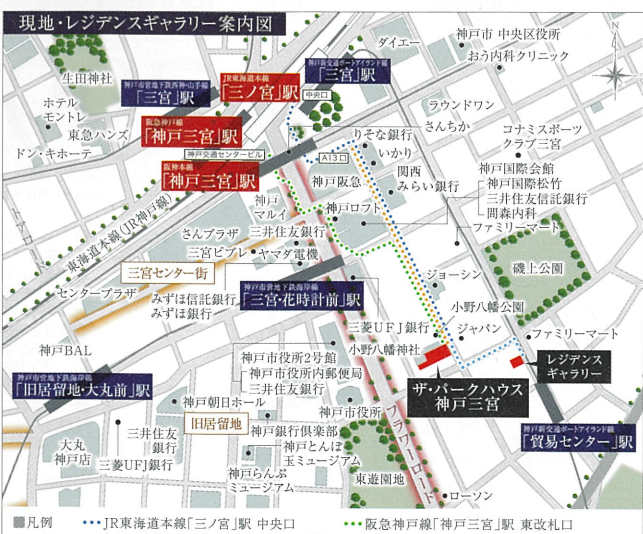 現地・レジデンスギャラリー案内図
ダイエー
神戸市 中央区役所
おう内科クリニック
生田神社
神戸市営地下鉄西神・山手線
「三宮」駅
JR東海道本線
「三ノ宮」駅
神戸新交通ポートアイランド線
「三宮」駅
中央口
ホテル
モントレ
東急ハンズ
ドン・キホーテ
阪急神戸線
「神戸三宮」駅
神戸交通センタービル
阪神本線
「神戸三宮」駅
A13口
りそな銀行
いかり
ラウンドワン
さんちか
コナミスポーツ
クラブ三宮
関西
みらい銀行
神戸国際会館
神戸国際松竹
三井住友信託銀行
間森内科
ファミリーマート
神戸阪急
神戸ロフト
神戸
マルイ
さんプラザ
三井住友銀行
三宮ビブレ
ヤマダ電機
トアロード
東海道本線(JR神戸線)
三宮センター街
センタープラザ
みずほ信託銀行
みずほ銀行
神戸市営地下鉄海岸線
「三宮・花時計前」駅
磯上公園
ジョーシン
小野八幡公園
三菱UFJ銀行
ジャパン
小野八幡神社
ファミリーマート
レジデンス
ギャラリー
ザ・パークハウス
神戸三宮
神戸BAL
神戸市営地下鉄海岸線
「旧居留地・大丸前」駅
神戸市役所2号館
神戸市役所内郵便局
三井住友銀行
神戸朝日ホール
神戸市役所
旧居留地
神戸銀行倶楽部
神戸とんぼ
玉ミュージアム
神戸らんぷ
ミュージアム
大丸
神戸店
三井住友
銀行
三菱UFJ銀行
フラワーロード
東遊園地
ローソン
神戸新交通ポートアイランド線
「貿易センター」駅
凡例
JR東海道本線「三ノ宮」駅 中央口
阪急神戸線「神戸三宮」駅 東改札口